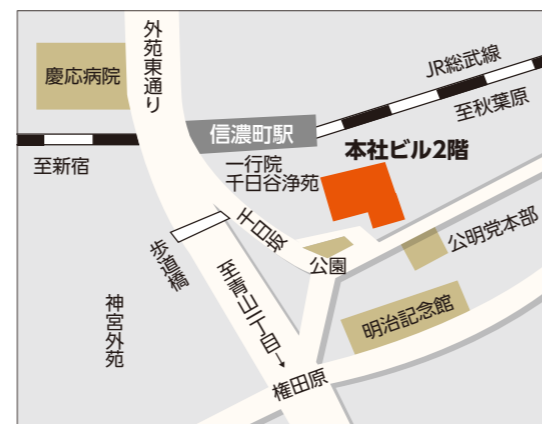 外苑東通り
慶応病院
JR総武線
至秋葉原
信濃町駅
至新宿
本社ビル2階
一行院
千日谷浄苑
千日坂
歩道橋
公園
公明党本部
至青山一丁目→
神宮外苑
明治記念館
権田原